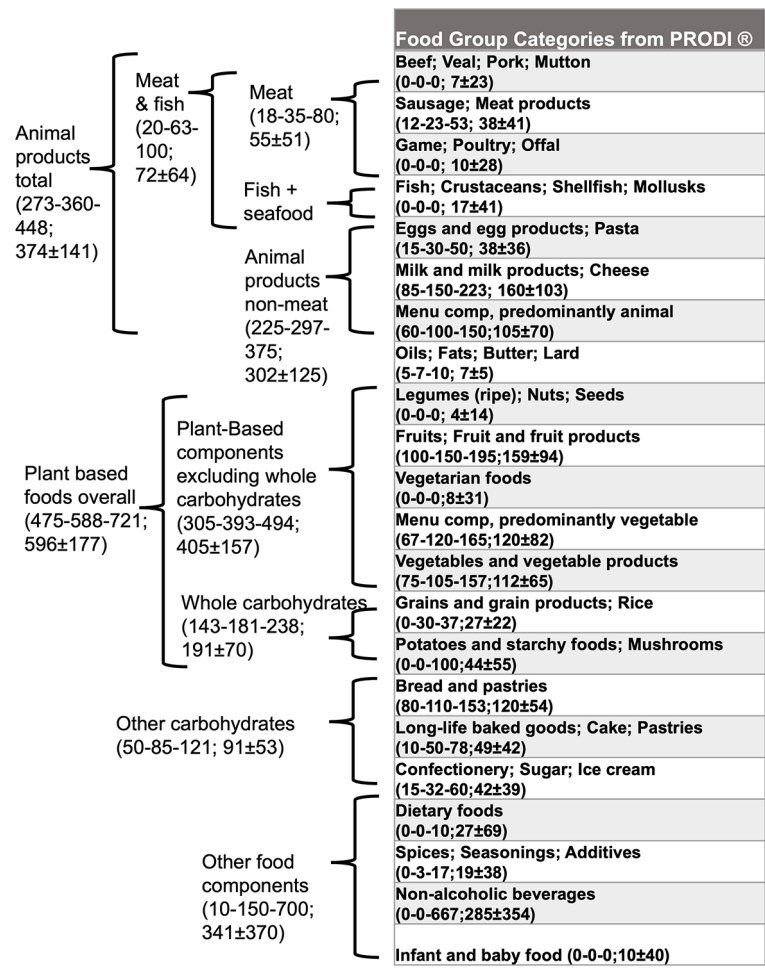 Food Group Categories from PRODI ®
Beef; Veal; Pork; Mutton
(0-0-0; 7±23)
Sausage; Meat products
(12-23-53; 38±41)
Game; Poultry; Offal
(0-0-0; 10±28)
Fish; Crustaceans; Shellfish; Mollusks
(0-0-0; 17±41)
Eggs and egg products; Pasta
(15-30-50; 38±36)
Milk and milk products; Cheese
(85-150-223; 160±103)
Menu comp, predominantly animal
(60-100-150;105±70)
Oils; Fats; Butter; Lard
(5-7-10; 7±5)
Legumes (ripe); Nuts; Seeds
(0-0-0; 4±14)
Fruits; Fruit and fruit products
(100-150-195;159±94)
Vegetarian foods
(0-0-0;8±31)
Menu comp, predominantly vegetable
(67-120-165;120±82)
Vegetables and vegetable products
(75-105-157;112±65)
Grains and grain products; Rice
(0-30-37;27±22)
Potatoes and starchy foods; Mushrooms
(0-0-100;44±55)
Bread and pastries
(80-110-153;120±54)
Long-life baked goods; Cake; Pastries
(10-50-78;49±42)
Confectionery; Sugar; Ice cream
(15-32-60;42±39)
Dietary foods
(0-0-10;27±69)
Spices; Seasonings; Additives
(0-3-17;19±38)
Non-alcoholic beverages
(0-0-667;285±354)
Infant and baby food (0-0-0;10±40)
Animal
products
total
(273-360-
448;
374±141)
Meat
& fish
(20-63-
100;
72±64)
Meat
(18-35-80;
55±51)
Fish +
seafood
Animal
products
non-meat
(225-297-
375;
302±125)
Plant based
foods overall
(475-588-721;
596±177)
Plant-Based
components
excluding whole
carbohydrates
(305-393-494;
405±157)
Whole carbohydrates
(143-181-238;
191±70)
Other carbohydrates
(50-85-121; 91±53)
Other food
components
(10-150-700;
341±370)